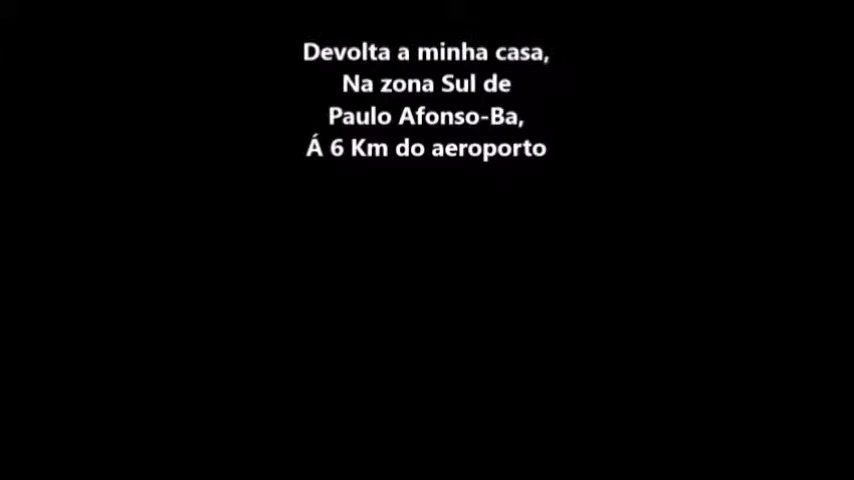 Devolta a minha casa,
Na zona Sul de
Paulo Afonso-Ba,
Á 6 Km do aeroporto